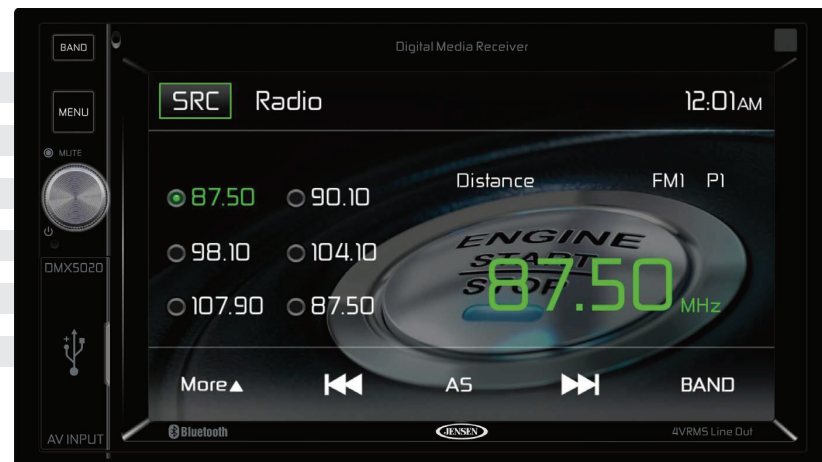 BAND
Digital Media Receiver
MENU
SRC Radio 12:01AM
MUTE
Distance FM1 P1
87.50 90.10
ENGINE
START
STOP
98.10 104.10
87.50 MHz
107.90 87.50
DMX5020
More AS BAND
AV INPUT
Bluetooth JENSEN 4VRMS Line Out